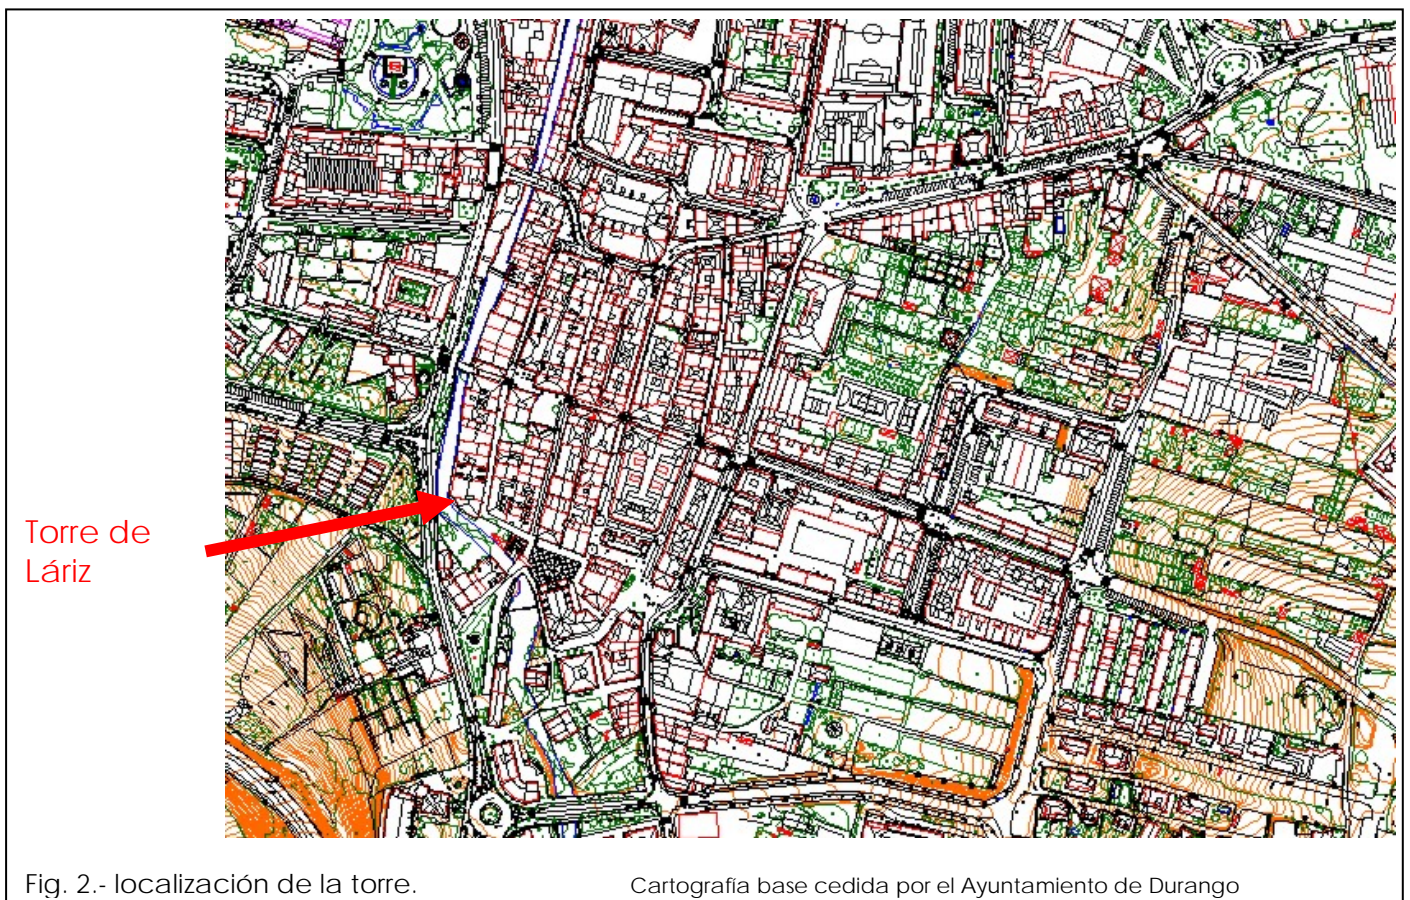 Torre de
Láriz
Fig. 2.- localización de la torre.
Cartografía base cedida por el Ayuntamiento de Durango